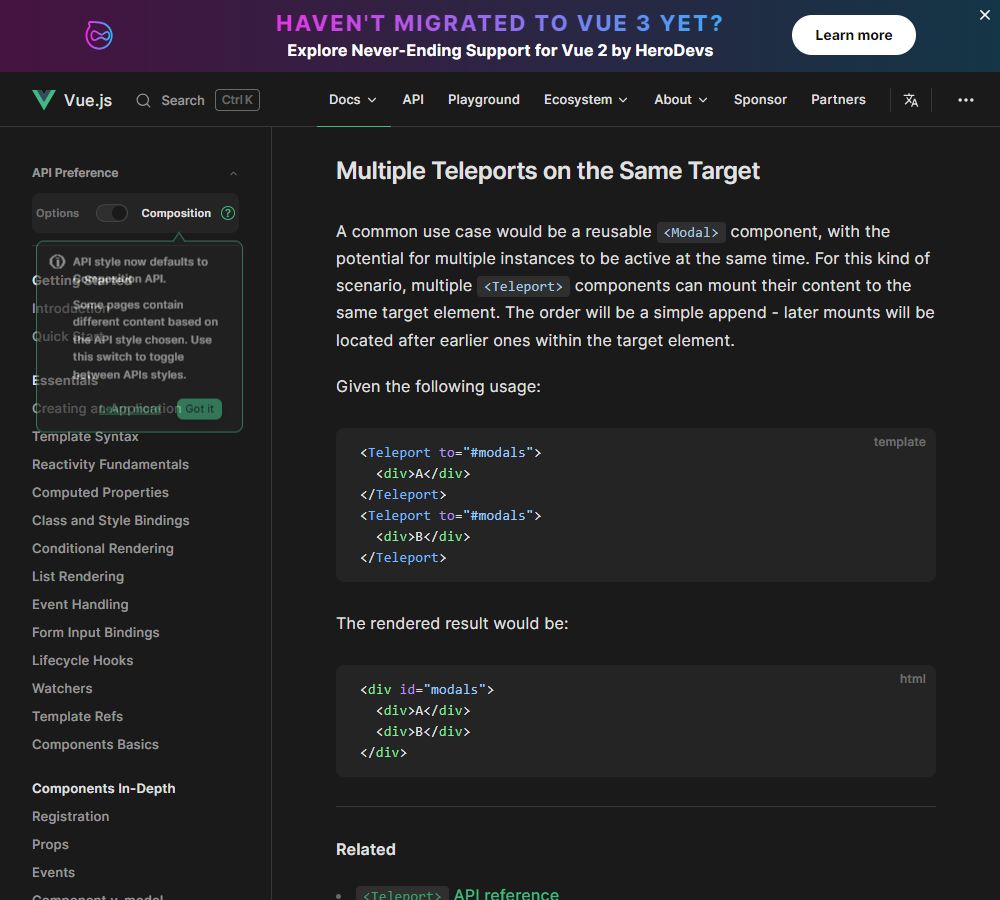 HAVEN'T MIGRATED TO VUE 3 YET?
Explore Never-Ending Support for Vue 2 by HeroDevs
Learn more
Vue.js
Search
Ctrl K
Docs
API
Playground
Ecosystem
About
Sponsor
Partners
API Preference
Options
Composition
?
API style now defaults to
Composition API.
Some pages contain
different content based on
the API style chosen. Use
this switch to toggle
between APIs styles.
Learn more
Got it
Getting Started
Introduction
Quick Start
Essentials
Creating an Application
Template Syntax
Reactivity Fundamentals
Computed Properties
Class and Style Bindings
Conditional Rendering
List Rendering
Event Handling
Form Input Bindings
Lifecycle Hooks
Watchers
Template Refs
Components Basics
Components In-Depth
Registration
Props
Events
Component v-model
Multiple Teleports on the Same Target
A common use case would be a reusable <Modal> component, with the
potential for multiple instances to be active at the same time. For this kind of
scenario, multiple <Teleport> components can mount their content to the
same target element. The order will be a simple append - later mounts will be
located after earlier ones within the target element.
Given the following usage:
template
<Teleport to="#modals">
  <div>A</div>
</Teleport>
<Teleport to="#modals">
  <div>B</div>
</Teleport>
The rendered result would be:
html
<div id="modals">
  <div>A</div>
  <div>B</div>
</div>
Related
<Teleport> API reference